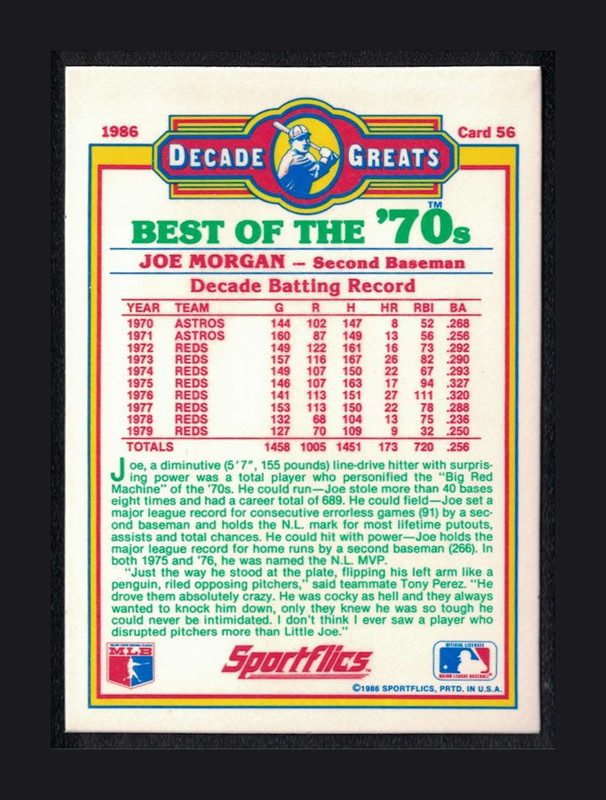 1986
Card 56
DECADE GREATS
BEST OF THE '70s™
JOE MORGAN — Second Baseman
Decade Batting Record
YEAR TEAM G R H HR RBI BA
1970 ASTROS 144 102 147 8 52 .268
1971 ASTROS 160 87 149 13 56 .256
1972 REDS 149 122 161 16 73 .292
1973 REDS 157 116 167 26 82 .290
1974 REDS 149 107 150 22 67 .293
1975 REDS 146 107 163 17 94 .327
1976 REDS 141 113 151 27 111 .320
1977 REDS 153 113 150 22 78 .288
1978 REDS 132 68 104 13 75 .236
1979 REDS 127 70 109 9 32 .250
TOTALS 1458 1005 1451 173 720 .256
Joe, a diminutive (5'7", 155 pounds) line-drive hitter with surpris-
ing power was a total player who personified the "Big Red
Machine" of the '70s. He could run—Joe stole more than 40 bases
eight times and had a career total of 689. He could field—Joe set a
major league record for consecutive errorless games (91) by a sec-
ond baseman and holds the N.L. mark for most lifetime putouts,
assists and total chances. He could hit with power—Joe holds the
major league record for home runs by a second baseman (266). In
both 1975 and '76, he was named the N.L. MVP.
"Just the way he stood at the plate, flipping his left arm like a
penguin, riled opposing pitchers," said teammate Tony Perez. "He
drove them absolutely crazy. He was cocky as hell and they always
wanted to knock him down, only they knew he was so tough he
could never be intimidated. I don't think I ever saw a player who
disrupted pitchers more than Little Joe."
MLB
Sportflics
OFFICIAL LICENSEE
MAJOR LEAGUE BASEBALL
©1986 SPORTFLICS, PRTD. IN U.S.A.